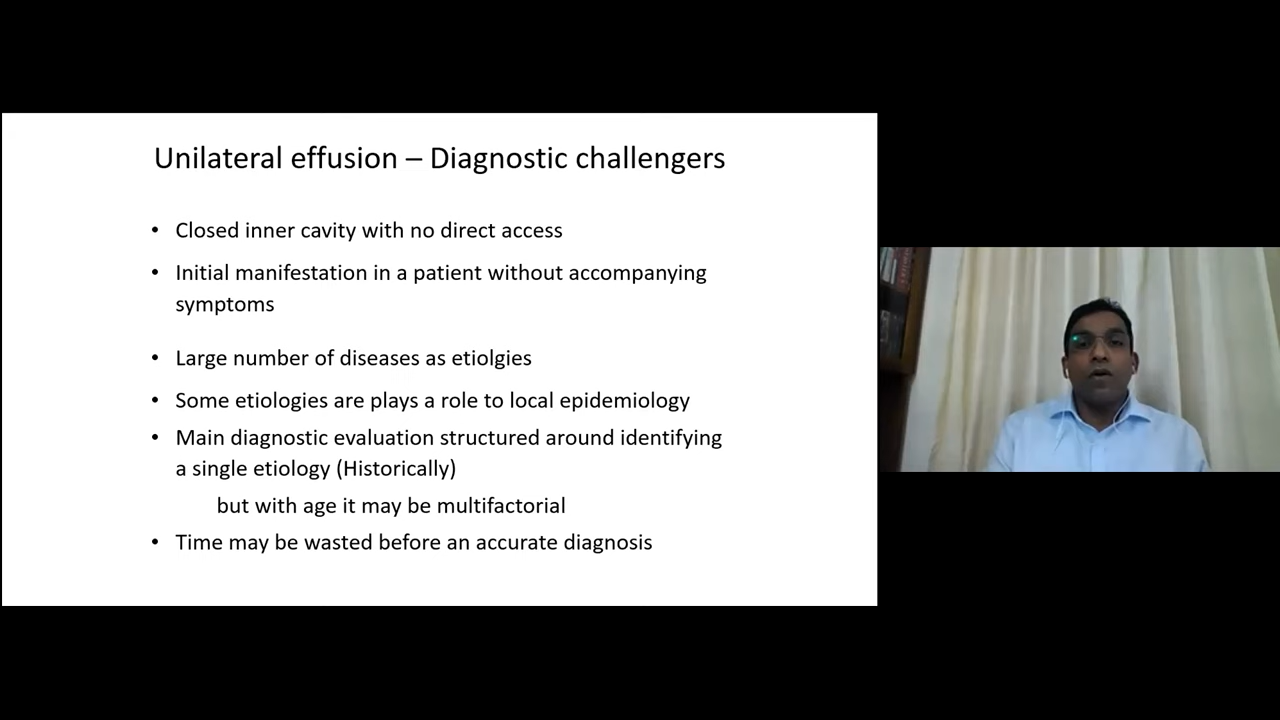 Unilateral effusion – Diagnostic challengers
• Closed inner cavity with no direct access
• Initial manifestation in a patient without accompanying
symptoms
• Large number of diseases as etiolgies
• Some etiologies are plays a role to local epidemiology
• Main diagnostic evaluation structured around identifying
a single etiology (Historically)
but with age it may be multifactorial
• Time may be wasted before an accurate diagnosis